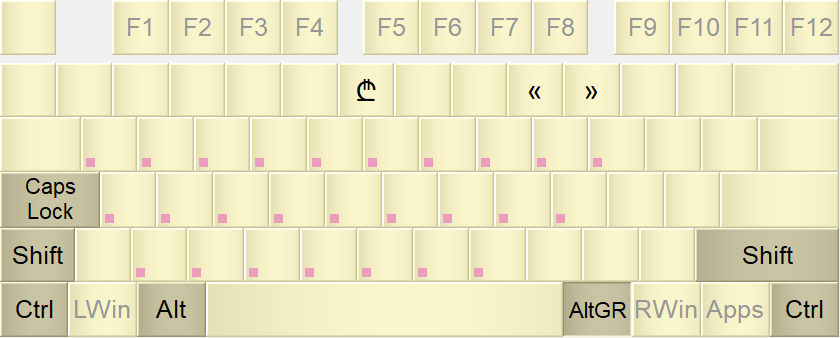 F1 F2 F3 F4 F5 F6 F7 F8 F9 F10 F11 F12
₾ « »
Caps
Lock
Shift Shift
Ctrl LWin Alt AltGR RWin Apps Ctrl